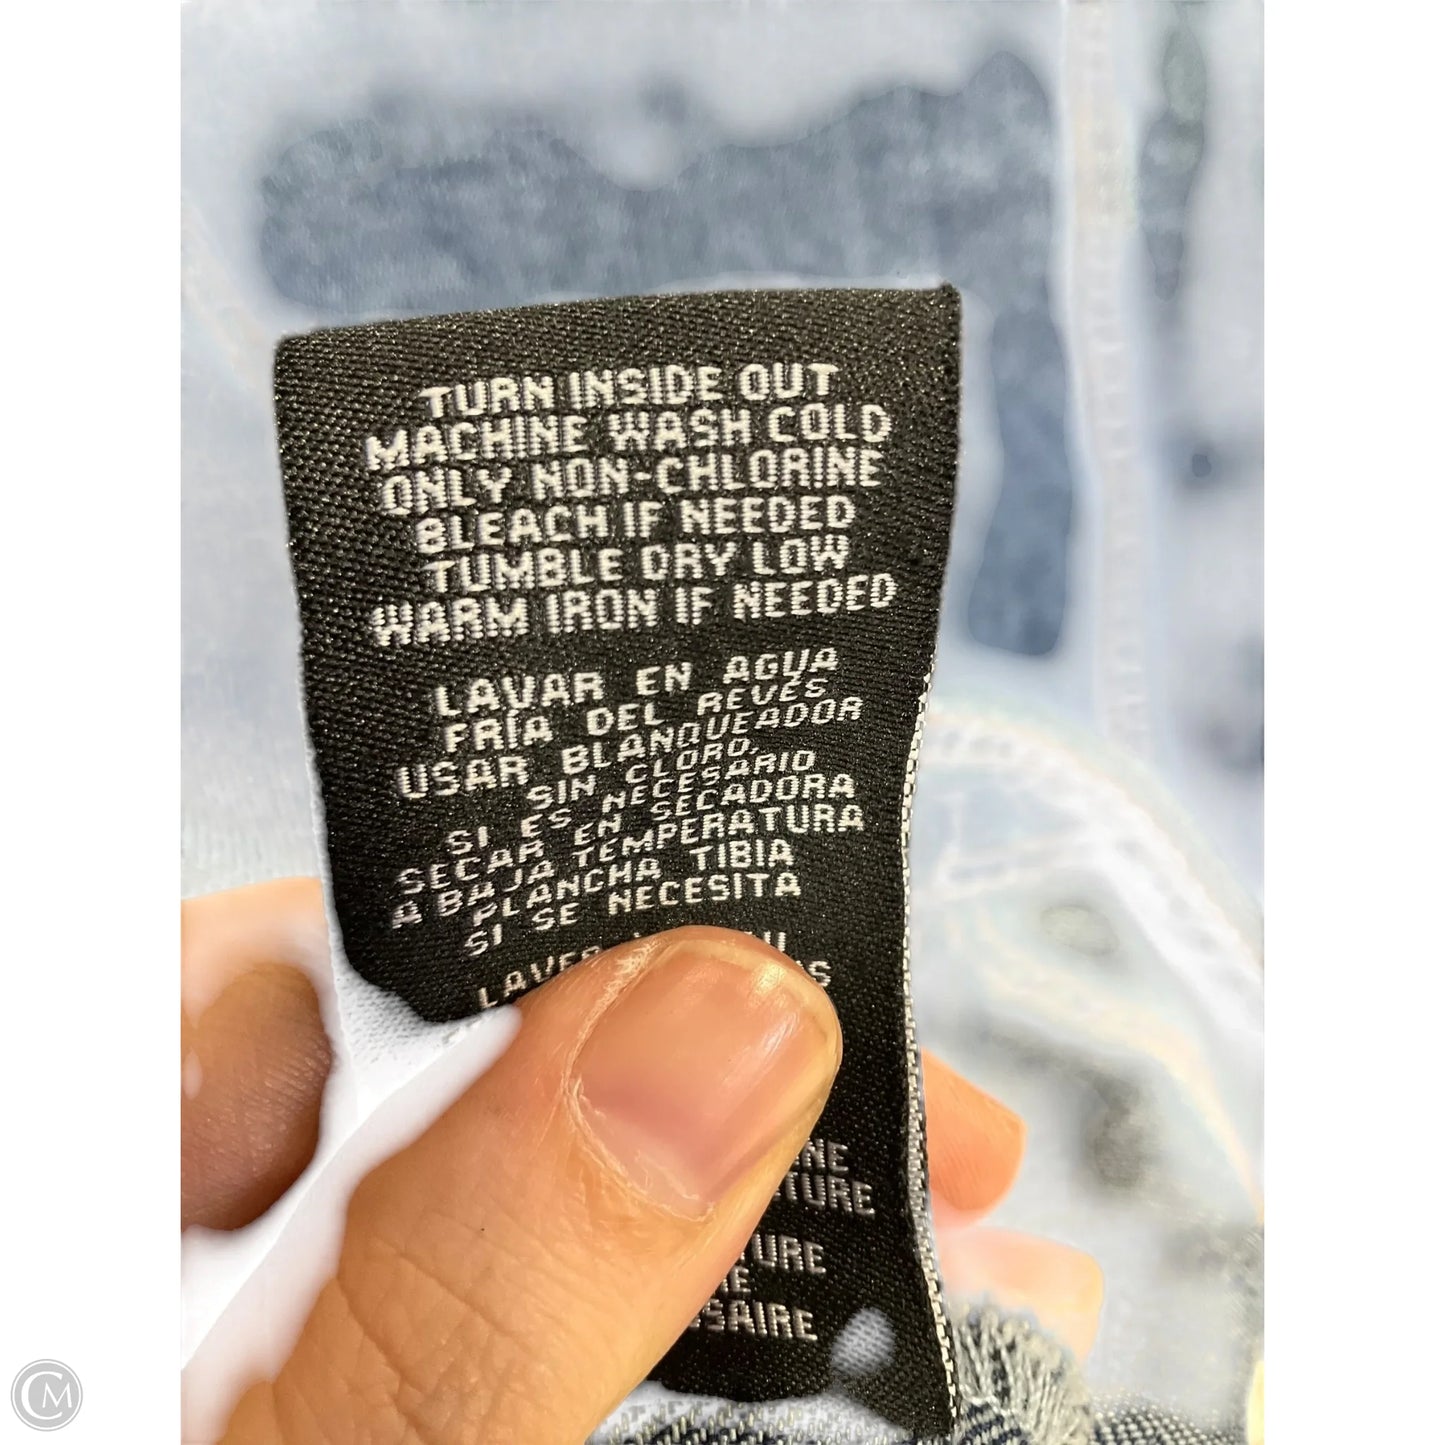 TURN INSIDE OUT
MACHINE WASH COLD
ONLY NON-CHLORINE
BLEACH IF NEEDED
TUMBLE DRY LOW
WARM IRON IF NEEDED
LAVAR EN AGUA
FRÍA DEL REVÉS
USAR BLANQUEADOR
SIN CLORO,
SI ES NECESARIO
SECAR EN SECADORA
A BAJA TEMPERATURA
PLANCHA TIBIA
SI SE NECESITA
CM